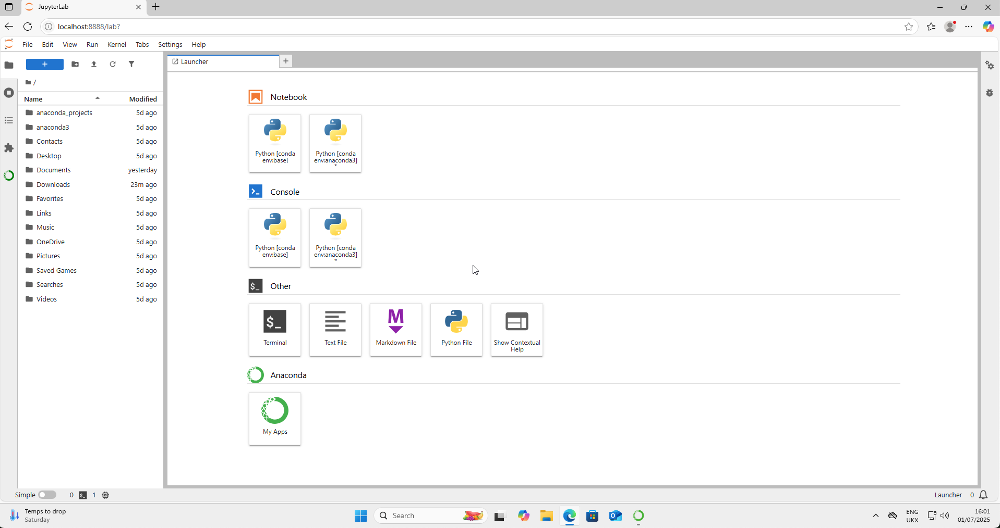 JupyterLab
localhost:8888/lab?
File Edit View Run Kernel Tabs Settings Help
+
/
Name Modified
anaconda_projects 5d ago
anaconda3 5d ago
Contacts 5d ago
Desktop 5d ago
Documents yesterday
Downloads 23m ago
Favorites 5d ago
Links 5d ago
Music 5d ago
OneDrive 5d ago
Pictures 5d ago
Saved Games 5d ago
Searches 5d ago
Videos 5d ago
Launcher
Notebook
Python [conda
env:base]
Python [conda
env:anaconda3]
*
Console
Python [conda
env:base]
Python [conda
env:anaconda3]
*
$_ Other
$_
Terminal
Text File
M
Markdown File
Python File
Show Contextual
Help
Anaconda
My Apps
Simple 0 $_ 1
Launcher 0
Temps to drop
Saturday
Search
ENG
UKX
16:01
01/07/2025